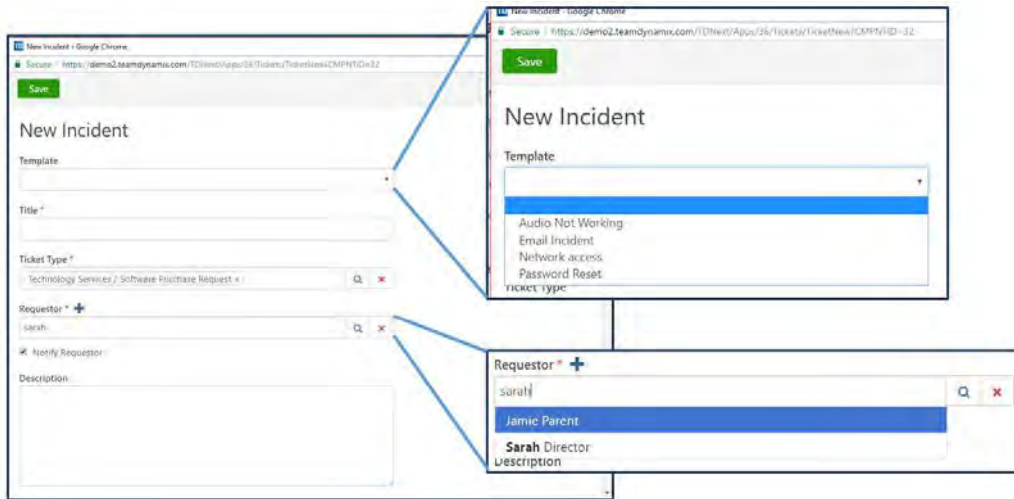 New Incident - Google Chrome
Secure | https://demo2.teamdynamix.com/TDNext/Apps/36/Tickets/TicketNew?CMPNTID=32
Save
New Incident
Template
Title *
Ticket Type *
Technology Services / Software Purchase Request ×
Requestor * +
sarah
Notify Requestor
Description
New Incident - Google Chrome
Secure | https://demo2.teamdynamix.com/TDNext/Apps/36/Tickets/TicketNew?CMPNTID=32
Save
New Incident
Template
Audio Not Working
Email Incident
Network access
Password Reset
Ticket Type
Requestor * +
sarah
Jamie Parent
Sarah Director
Description